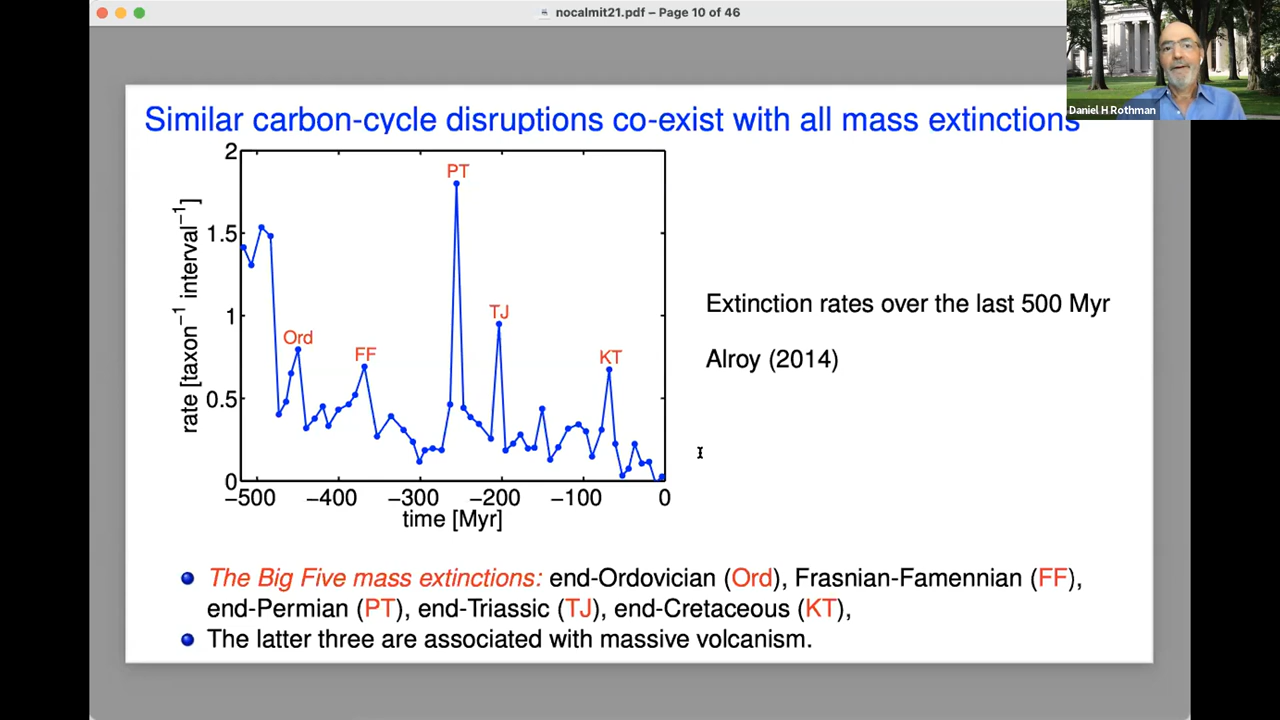 nocalmit21.pdf – Page 10 of 46
Daniel H Rothman
Similar carbon-cycle disruptions co-exist with all mass extinctions
2
1.5
1
0.5
0
rate [taxon⁻¹ interval⁻¹]
PT
TJ
Ord
FF
KT
−500 −400 −300 −200 −100 0
time [Myr]
Extinction rates over the last 500 Myr
Alroy (2014)
The Big Five mass extinctions: end-Ordovician (Ord), Frasnian-Famennian (FF),
end-Permian (PT), end-Triassic (TJ), end-Cretaceous (KT),
The latter three are associated with massive volcanism.